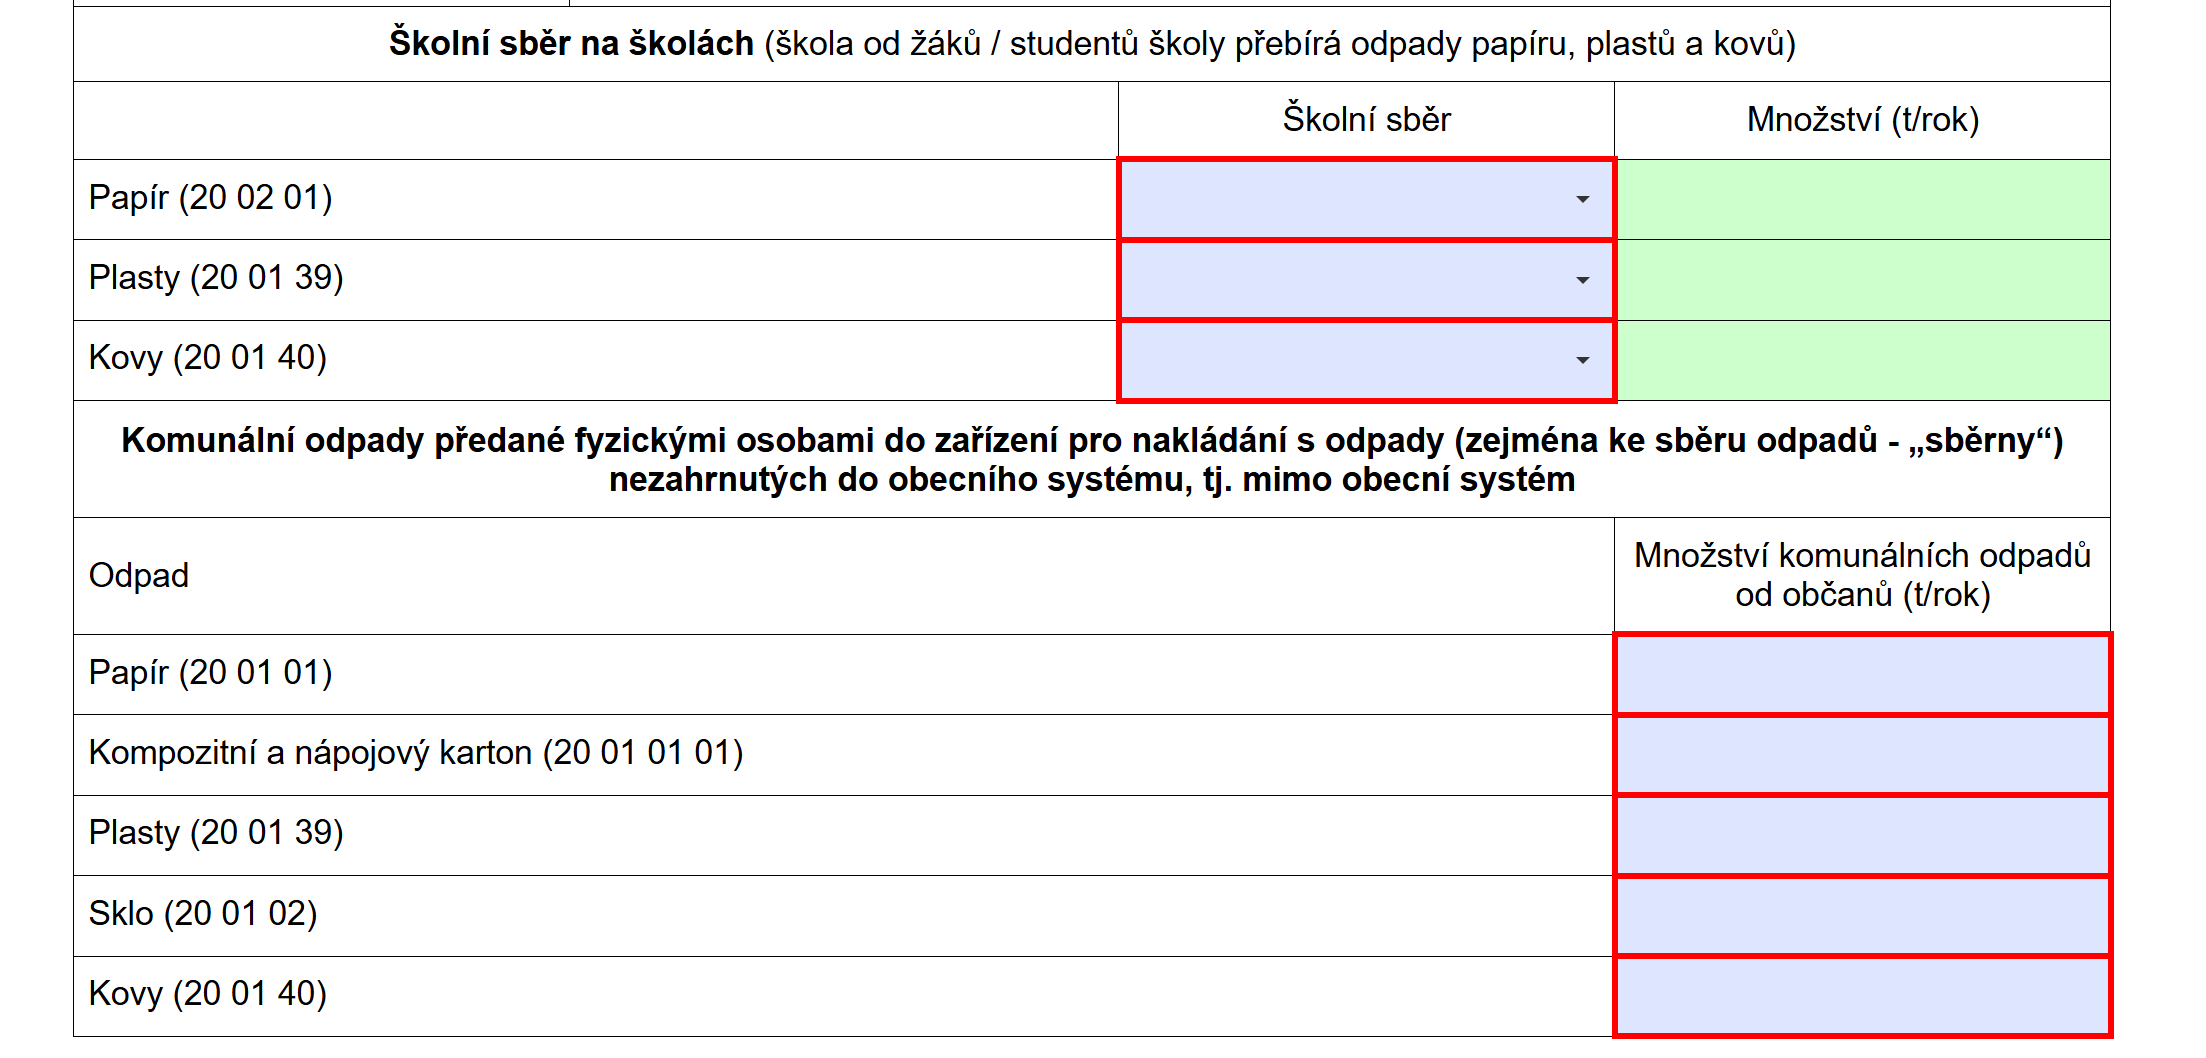 Školní sběr na školách (škola od žáků / studentů školy přebírá odpady papíru, plastů a kovů)
Školní sběr
Množství (t/rok)
Papír (20 02 01)
Plasty (20 01 39)
Kovy (20 01 40)
Komunální odpady předané fyzickými osobami do zařízení pro nakládání s odpady (zejména ke sběru odpadů - „sběrny“)
nezahrnutých do obecního systému, tj. mimo obecní systém
Odpad
Množství komunálních odpadů
od občanů (t/rok)
Papír (20 01 01)
Kompozitní a nápojový karton (20 01 01 01)
Plasty (20 01 39)
Sklo (20 01 02)
Kovy (20 01 40)